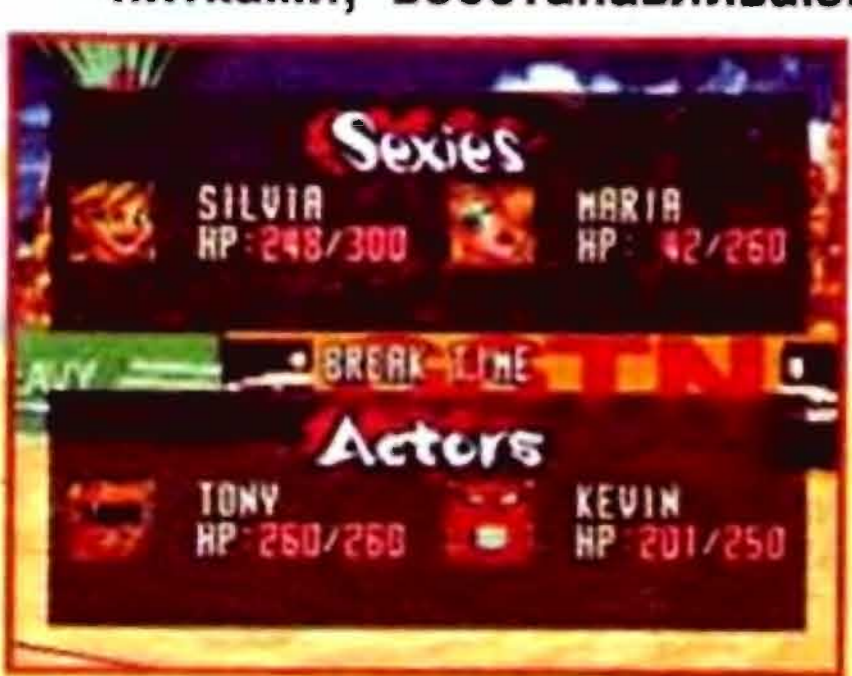 Sexies
SILVIA MARIA
HP:248/300 HP: 42/260
BREAK TIME
Actors
TONY KEVIN
HP:260/260 HP:201/250